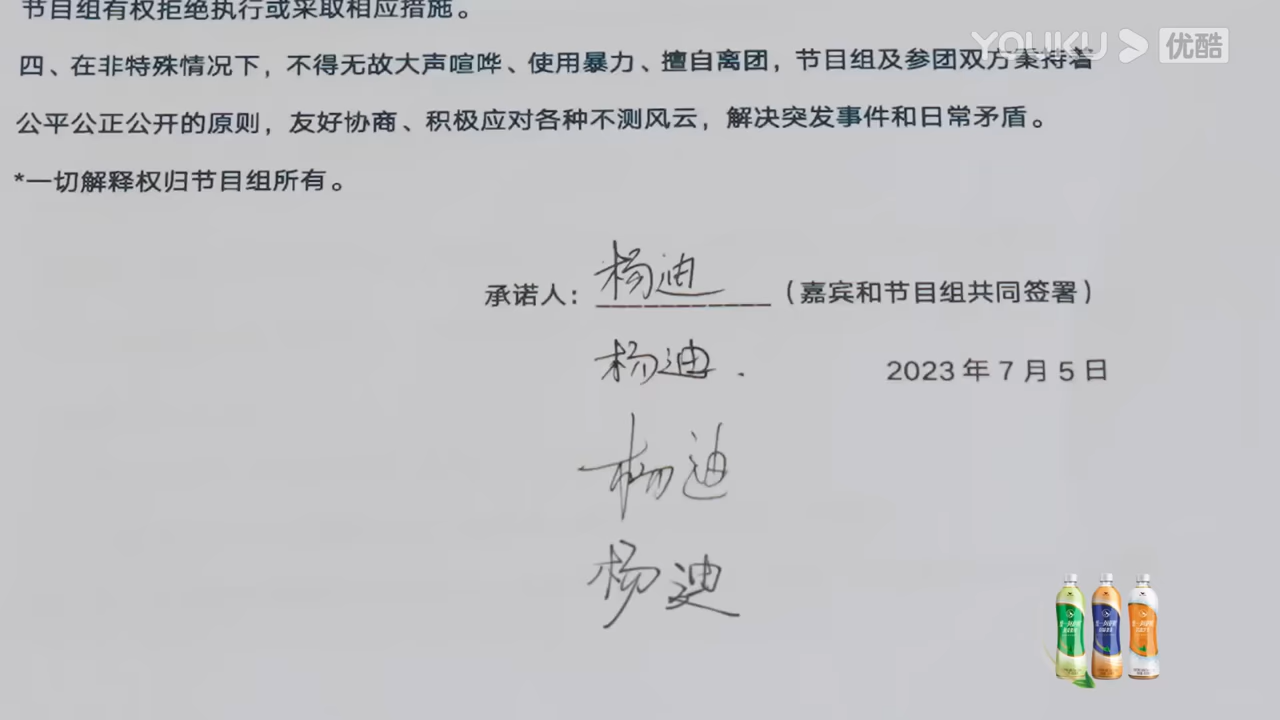 节目组有权拒绝执行或采取相应措施。
YOUKU 优酷
四、在非特殊情况下，不得无故大声喧哗、使用暴力、擅自离团，节目组及参团双方秉持着
公平公正公开的原则，友好协商、积极应对各种不测风云，解决突发事件和日常矛盾。
*一切解释权归节目组所有。
承诺人：杨迪（嘉宾和节目组共同签署）
杨迪.
2023年7月5日
杨迪
杨迪